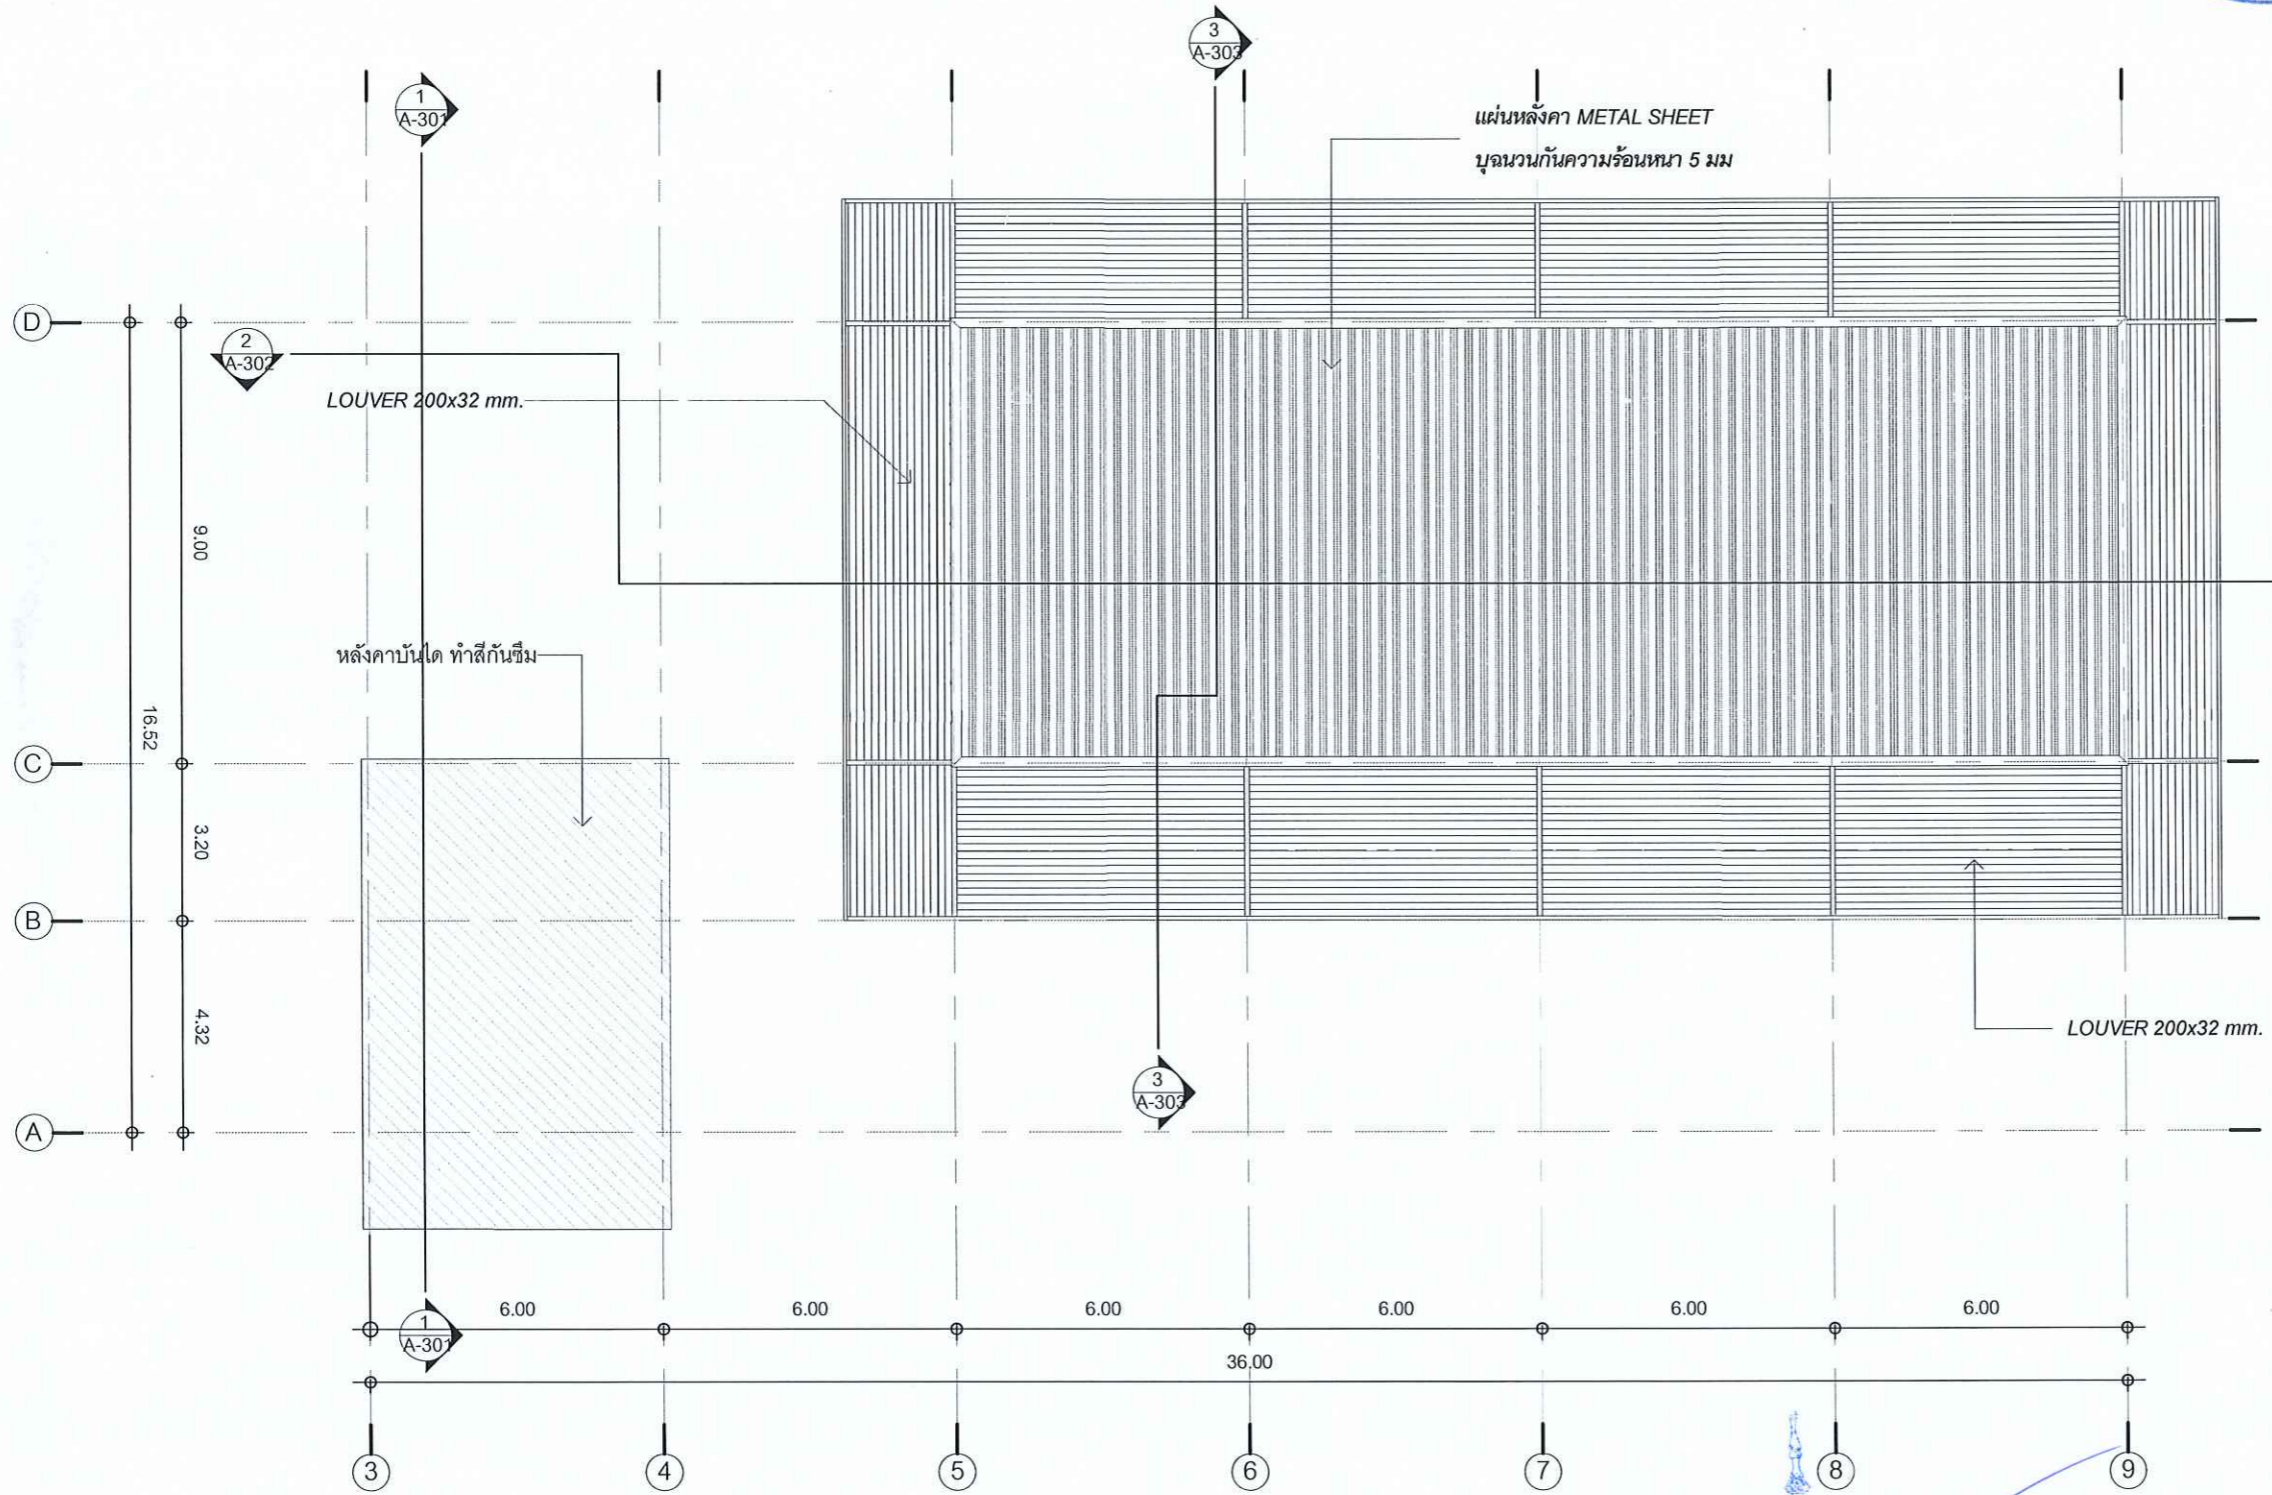 3
A-303
1
A-301
แผ่นหลังคา METAL SHEET
บุฉนวนกันความร้อนหนา 5 มม
D
2
A-302
LOUVER 200x32 mm.
9.00
หลังคาบันได ทำสีกันซึม
16.52
C
3.20
B
4.32
LOUVER 200x32 mm.
3
A-303
A
6.00 6.00 6.00 6.00 6.00 6.00
1
A-301
36.00
3 4 5 6 7 8 9